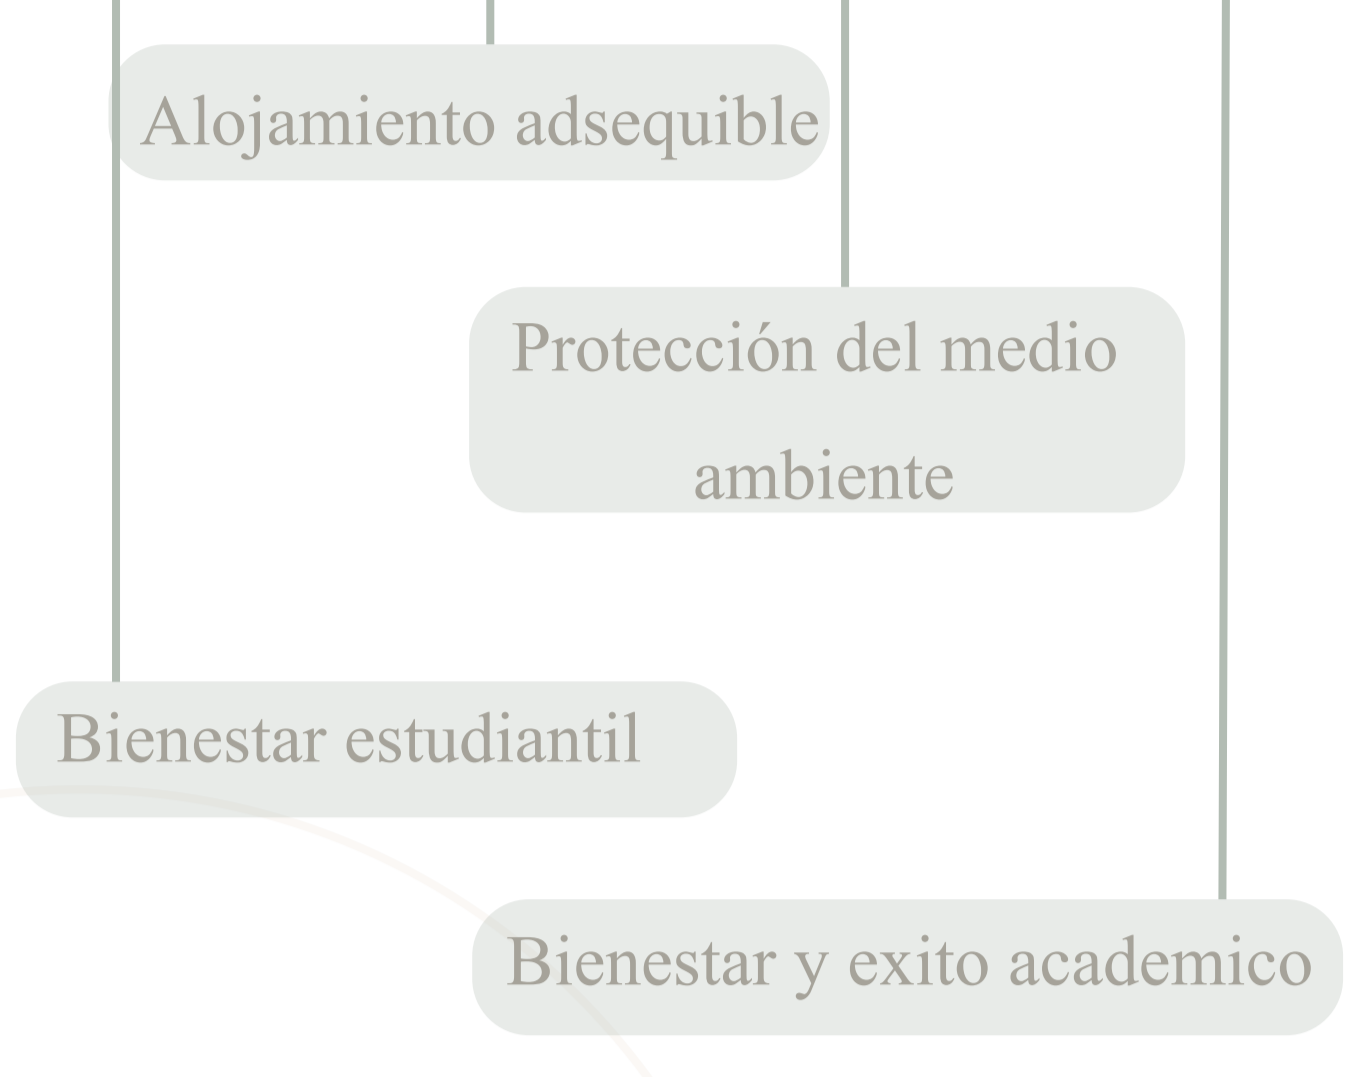 Alojamiento adsequible
Protección del medio
ambiente
Bienestar estudiantil
Bienestar y exito academico